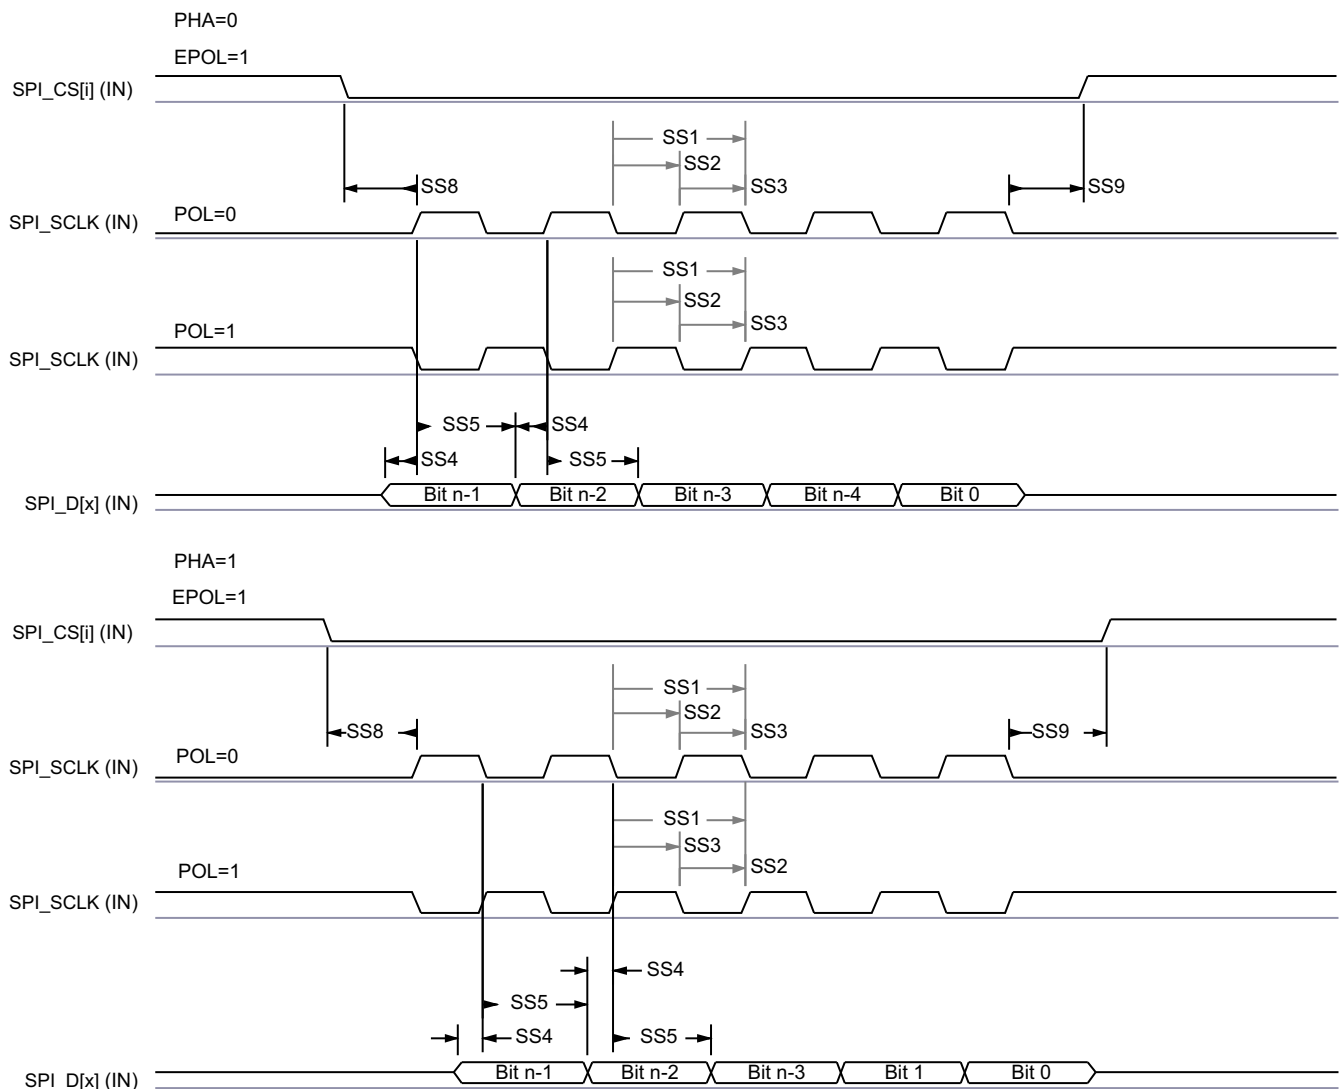 PHA=0
EPOL=1
SPI_CS[i] (IN)
SS1
SS2
SS8
SS3
SS9
POL=0
SPI_SCLK (IN)
SS1
SS2
SS3
POL=1
SPI_SCLK (IN)
SS5
SS4
SS4
SS5
SPI_D[x] (IN)
Bit n-1
Bit n-2
Bit n-3
Bit n-4
Bit 0
PHA=1
EPOL=1
SPI_CS[i] (IN)
SS1
SS2
SS8
SS3
SS9
POL=0
SPI_SCLK (IN)
SS1
SS3
SS2
POL=1
SPI_SCLK (IN)
SS4
SS5
SS4
SS5
SPI_D[x] (IN)
Bit n-1
Bit n-2
Bit n-3
Bit 1
Bit 0